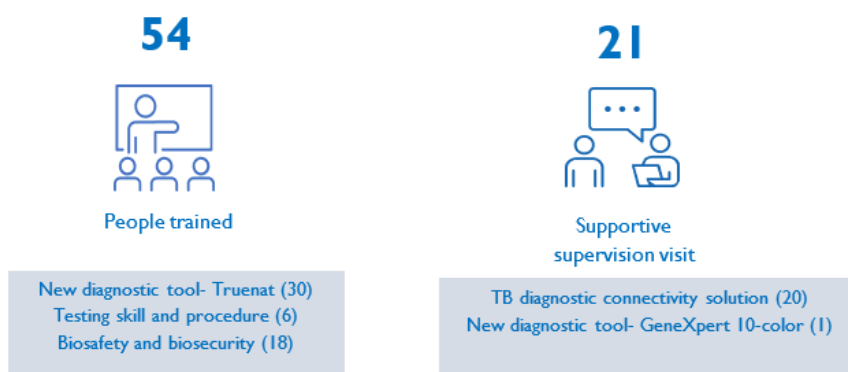 54
People trained
New diagnostic tool- Truenat (30)
Testing skill and procedure (6)
Biosafety and biosecurity (18)
21
Supportive
supervision visit
TB diagnostic connectivity solution (20)
New diagnostic tool- GeneXpert 10-color (1)